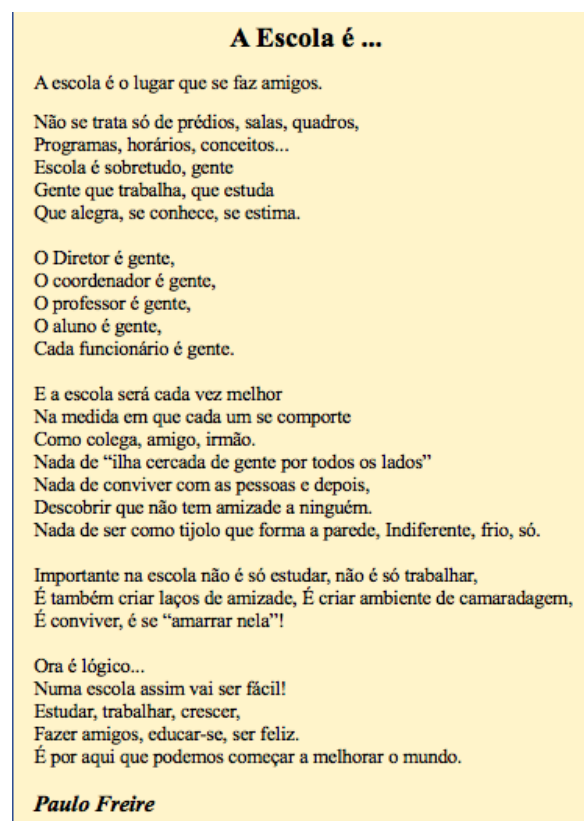 A Escola é ...
A escola é o lugar que se faz amigos.
Não se trata só de prédios, salas, quadros,
Programas, horários, conceitos...
Escola é sobretudo, gente
Gente que trabalha, que estuda
Que alegra, se conhece, se estima.
O Diretor é gente,
O coordenador é gente,
O professor é gente,
O aluno é gente,
Cada funcionário é gente.
E a escola será cada vez melhor
Na medida em que cada um se comporte
Como colega, amigo, irmão.
Nada de “ilha cercada de gente por todos os lados”
Nada de conviver com as pessoas e depois,
Descobrir que não tem amizade a ninguém.
Nada de ser como tijolo que forma a parede, Indiferente, frio, só.
Importante na escola não é só estudar, não é só trabalhar,
É também criar laços de amizade, É criar ambiente de camaradagem,
É conviver, é se “amarrar nela”!
Ora é lógico...
Numa escola assim vai ser fácil!
Estudar, trabalhar, crescer,
Fazer amigos, educar-se, ser feliz.
É por aqui que podemos começar a melhorar o mundo.
Paulo Freire